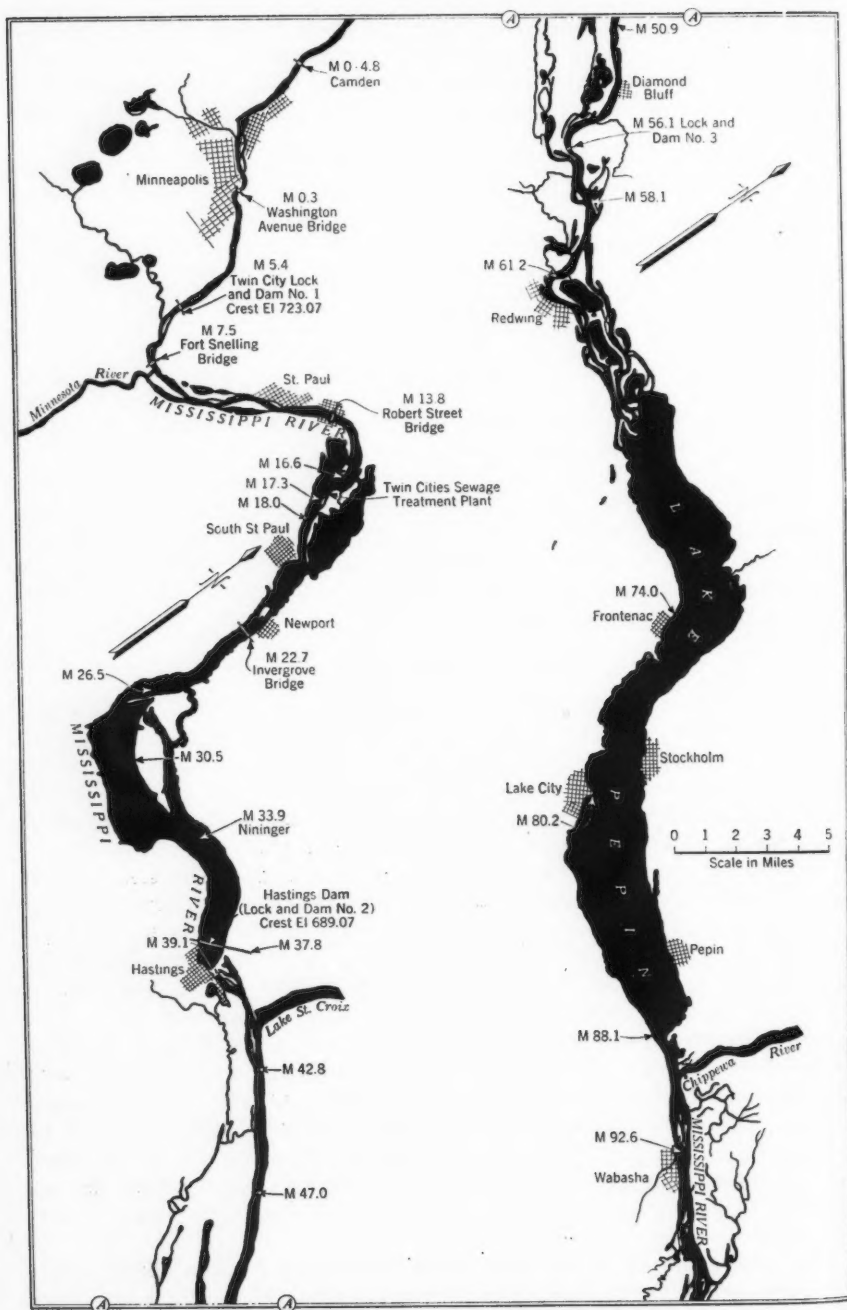 M 0-4.8
Camden
Minneapolis
M 0.3
Washington
Avenue Bridge
M 5.4
Twin City Lock
and Dam No. 1
Crest El 723.07
M 7.5
Fort Snelling
Bridge
Minnesota River
St. Paul
MISSISSIPPI RIVER
M 13.8
Robert Street
Bridge
M 16.6
M 17.3
M 18.0
Twin Cities Sewage
Treatment Plant
South St Paul
Newport
M 22.7
Invergrove
Bridge
M 26.5
MISSISSIPPI
M 30.5
M 33.9
Nininger
RIVER
Hastings Dam
(Lock and Dam No. 2)
Crest El 689.07
M 39.1
M 37.8
Hastings
Lake St. Croix
M 42.8
M 47.0
A
A
A
A
M 50.9
Diamond
Bluff
M 56.1 Lock and
Dam No. 3
M 58.1
M 61.2
Redwing
LAKE
M 74.0
Frontenac
Stockholm
Lake City
M 80.2
PEPIN
0 1 2 3 4 5
Scale in Miles
Pepin
M 88.1
Chippewa River
M 92.6
Wabasha
MISSISSIPPI RIVER